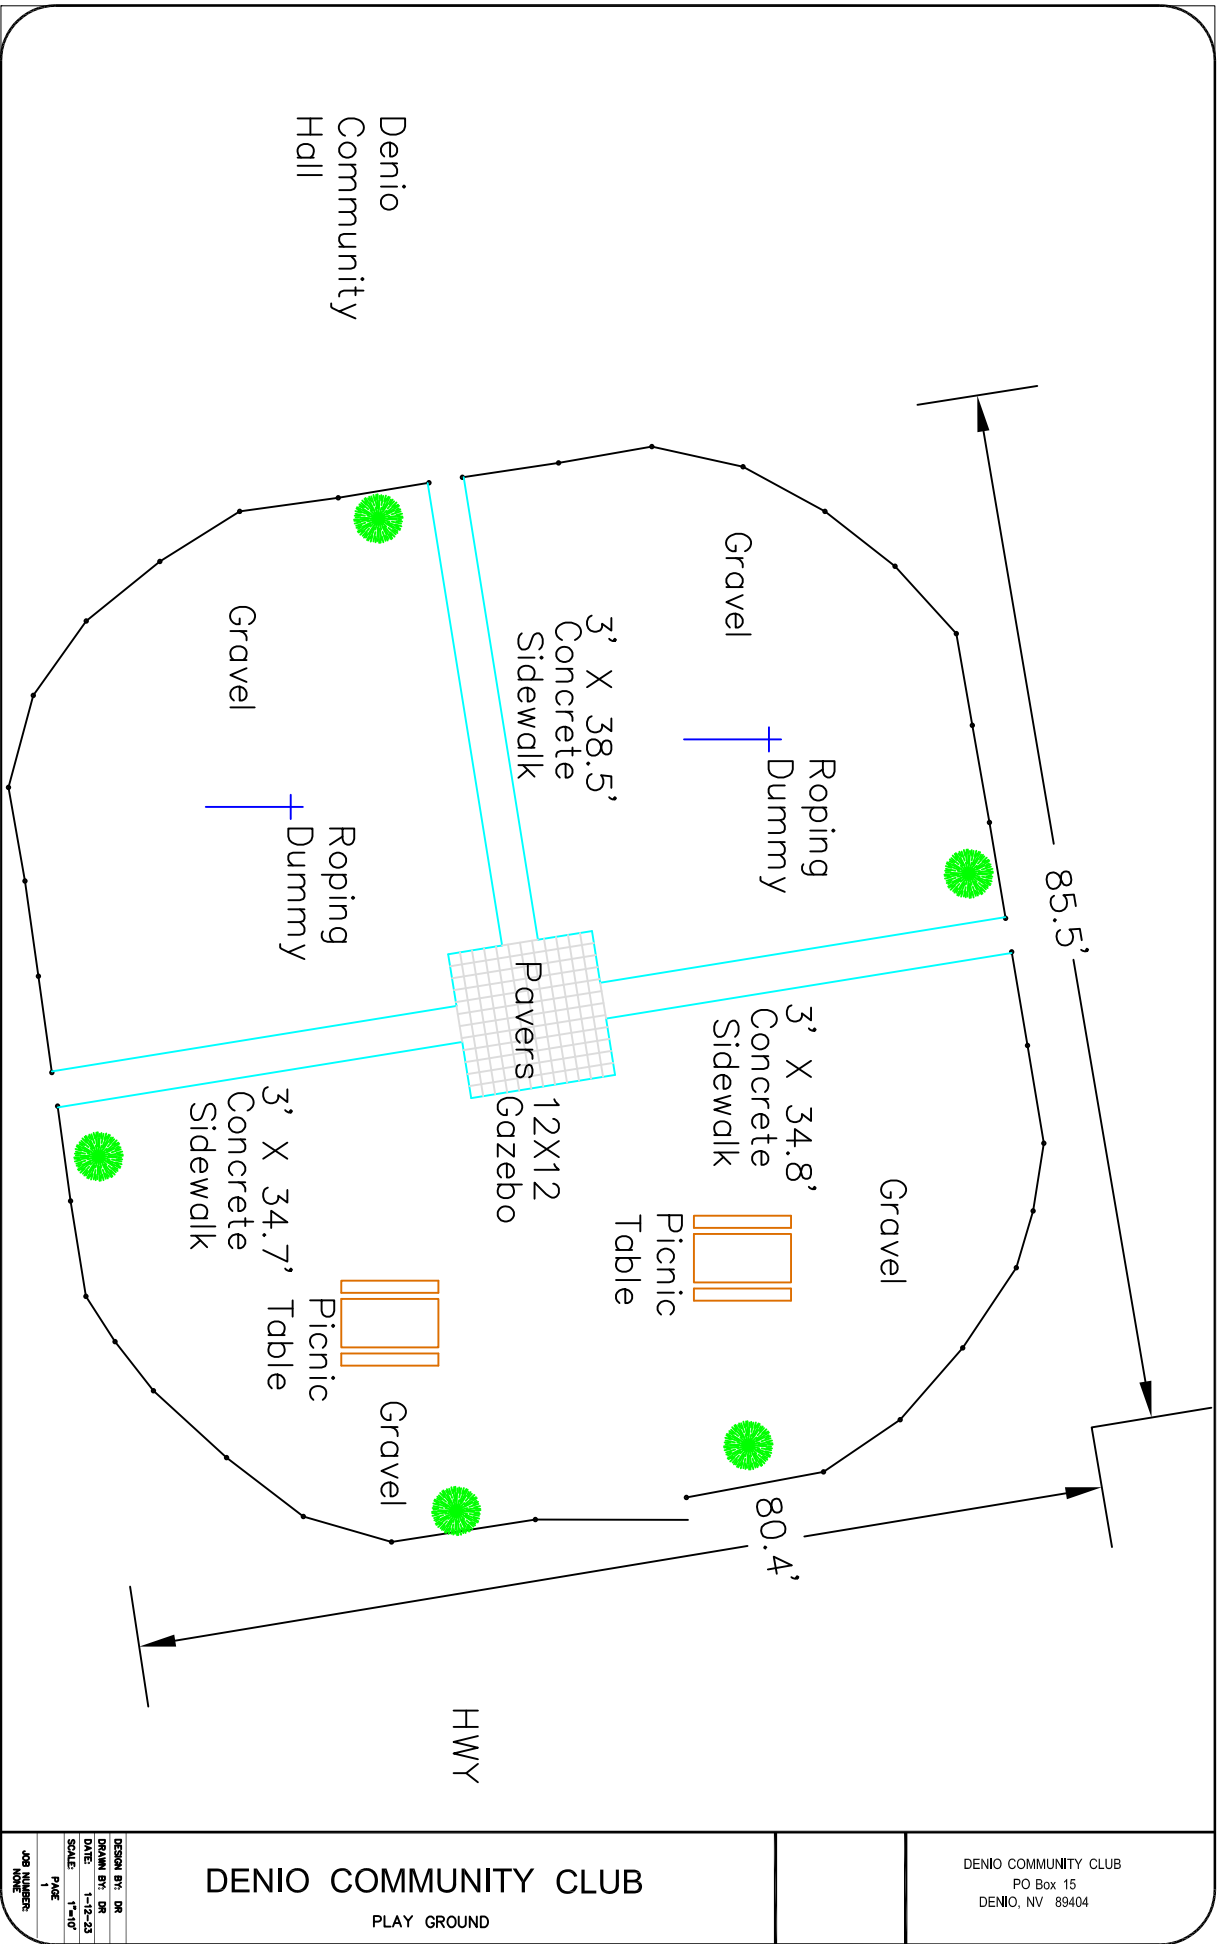 Denio
Community
Hall
Gravel
Gravel
3' X 38.5'
Concrete
Sidewalk
Roping
Dummy
Roping
Dummy
85.5'
Pavers
12X12
Gazebo
3' X 34.8'
Concrete
Sidewalk
3' X 34.7'
Concrete
Sidewalk
Gravel
Picnic
Table
Picnic
Table
Gravel
80.4'
HWY
DESIGN BY: DR
DRAWN BY: DR
DATE: 1-12-23
SCALE: 1"=10'
PAGE
1
JOB NUMBER:
NONE
DENIO COMMUNITY CLUB
PLAY GROUND
DENIO COMMUNITY CLUB
PO Box 15
DENIO, NV 89404